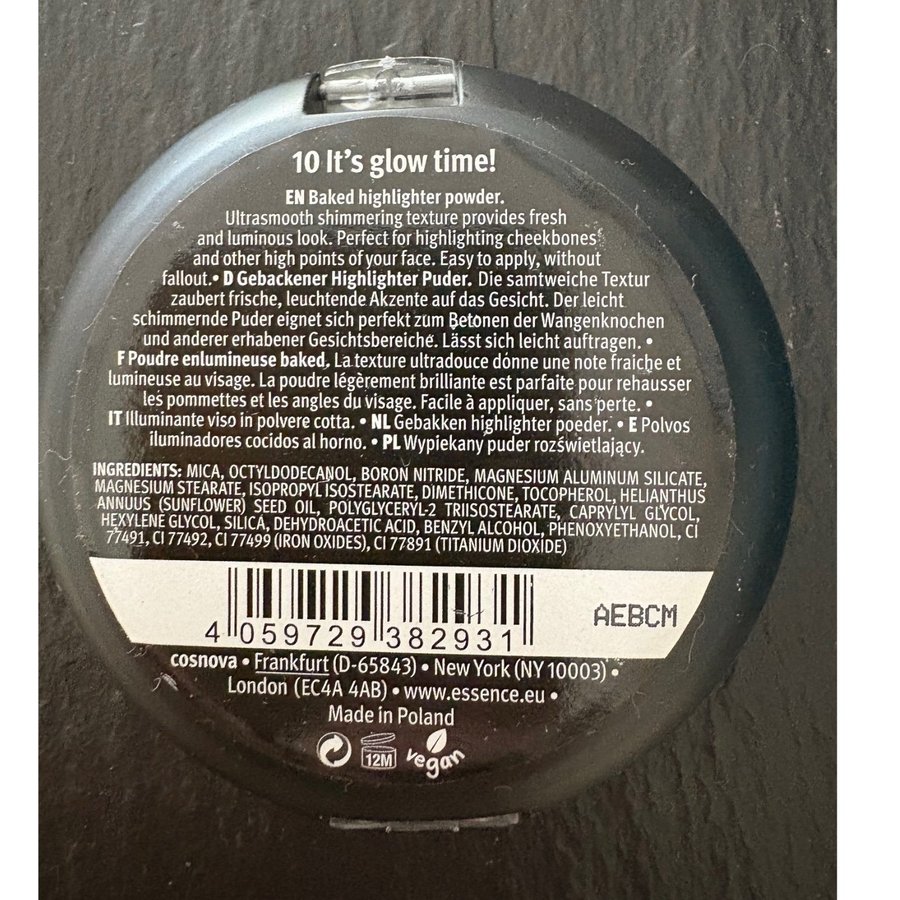 10 It's glow time!
EN Baked highlighter powder.
Ultrasmooth shimmering texture provides fresh
and luminous look. Perfect for highlighting cheekbones
and other high points of your face. Easy to apply, without
fallout. • D Gebackener Highlighter Puder. Die samtweiche Textur
zaubert frische, leuchtende Akzente auf das Gesicht. Der leicht
schimmernde Puder eignet sich perfekt zum Betonen der Wangenknochen
und anderer erhabener Gesichtsbereiche. Lässt sich leicht auftragen. •
F Poudre enlumineuse baked. La texture ultradouce donne une note fraîche et
lumineuse au visage. La poudre légèrement brillante est parfaite pour rehausser
les pommettes et les angles du visage. Facile à appliquer, sans perte. •
IT Illuminante viso in polvere cotta. • NL Gebakken highlighter poeder. • E Polvos
iluminadores cocidos al horno. • PL Wypiekany puder rozświetlający.
INGREDIENTS: MICA, OCTYLDODECANOL, BORON NITRIDE, MAGNESIUM ALUMINUM SILICATE,
MAGNESIUM STEARATE, ISOPROPYL ISOSTEARATE, DIMETHICONE, TOCOPHEROL, HELIANTHUS
ANNUUS (SUNFLOWER) SEED OIL, POLYGLYCERYL-2 TRIISOSTEARATE, CAPRYLYL GLYCOL,
HEXYLENE GLYCOL, SILICA, DEHYDROACETIC ACID, BENZYL ALCOHOL, PHENOXYETHANOL, CI
77491, CI 77492, CI 77499 (IRON OXIDES), CI 77891 (TITANIUM DIOXIDE)
AEBCM
4 059729 382931
cosnova • Frankfurt (D-65843) • New York (NY 10003) •
London (EC4A 4AB) • www.essence.eu •
Made in Poland
12M
vegan